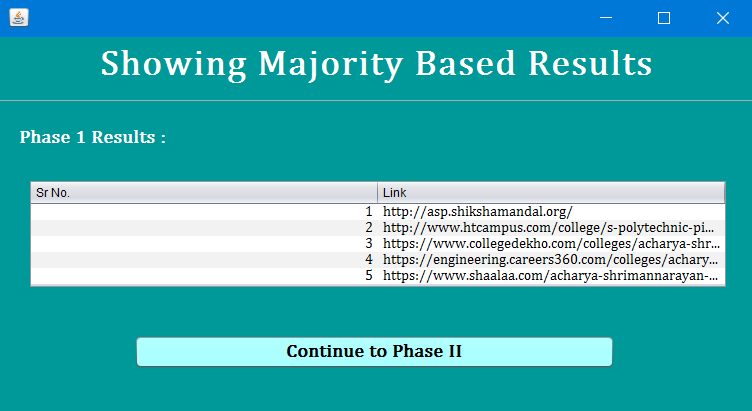 Showing Majority Based Results
Phase 1 Results :
Sr No. Link
1 http://asp.shikshamandal.org/
2 http://www.htcampus.com/college/s-polytechnic-pi...
3 https://www.collegedekho.com/colleges/acharya-shr...
4 https://engineering.careers360.com/colleges/achary...
5 https://www.shaalaa.com/acharya-shrimannarayan-...
Continue to Phase II